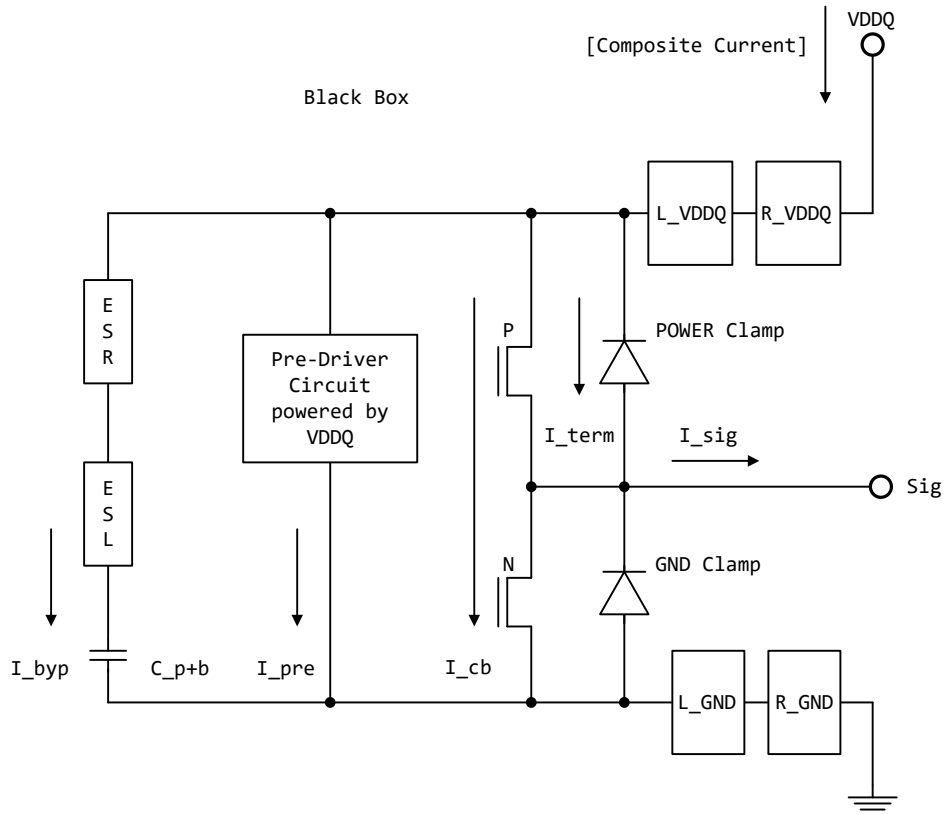 VDDQ
[Composite Current]
Black Box
L_VDDQ
R_VDDQ
E
S
R
P
POWER Clamp
Pre-Driver
Circuit
powered by
VDDQ
I_term
I_sig
E
S
L
Sig
N
GND Clamp
I_byp
C_p+b
I_pre
I_cb
L_GND
R_GND